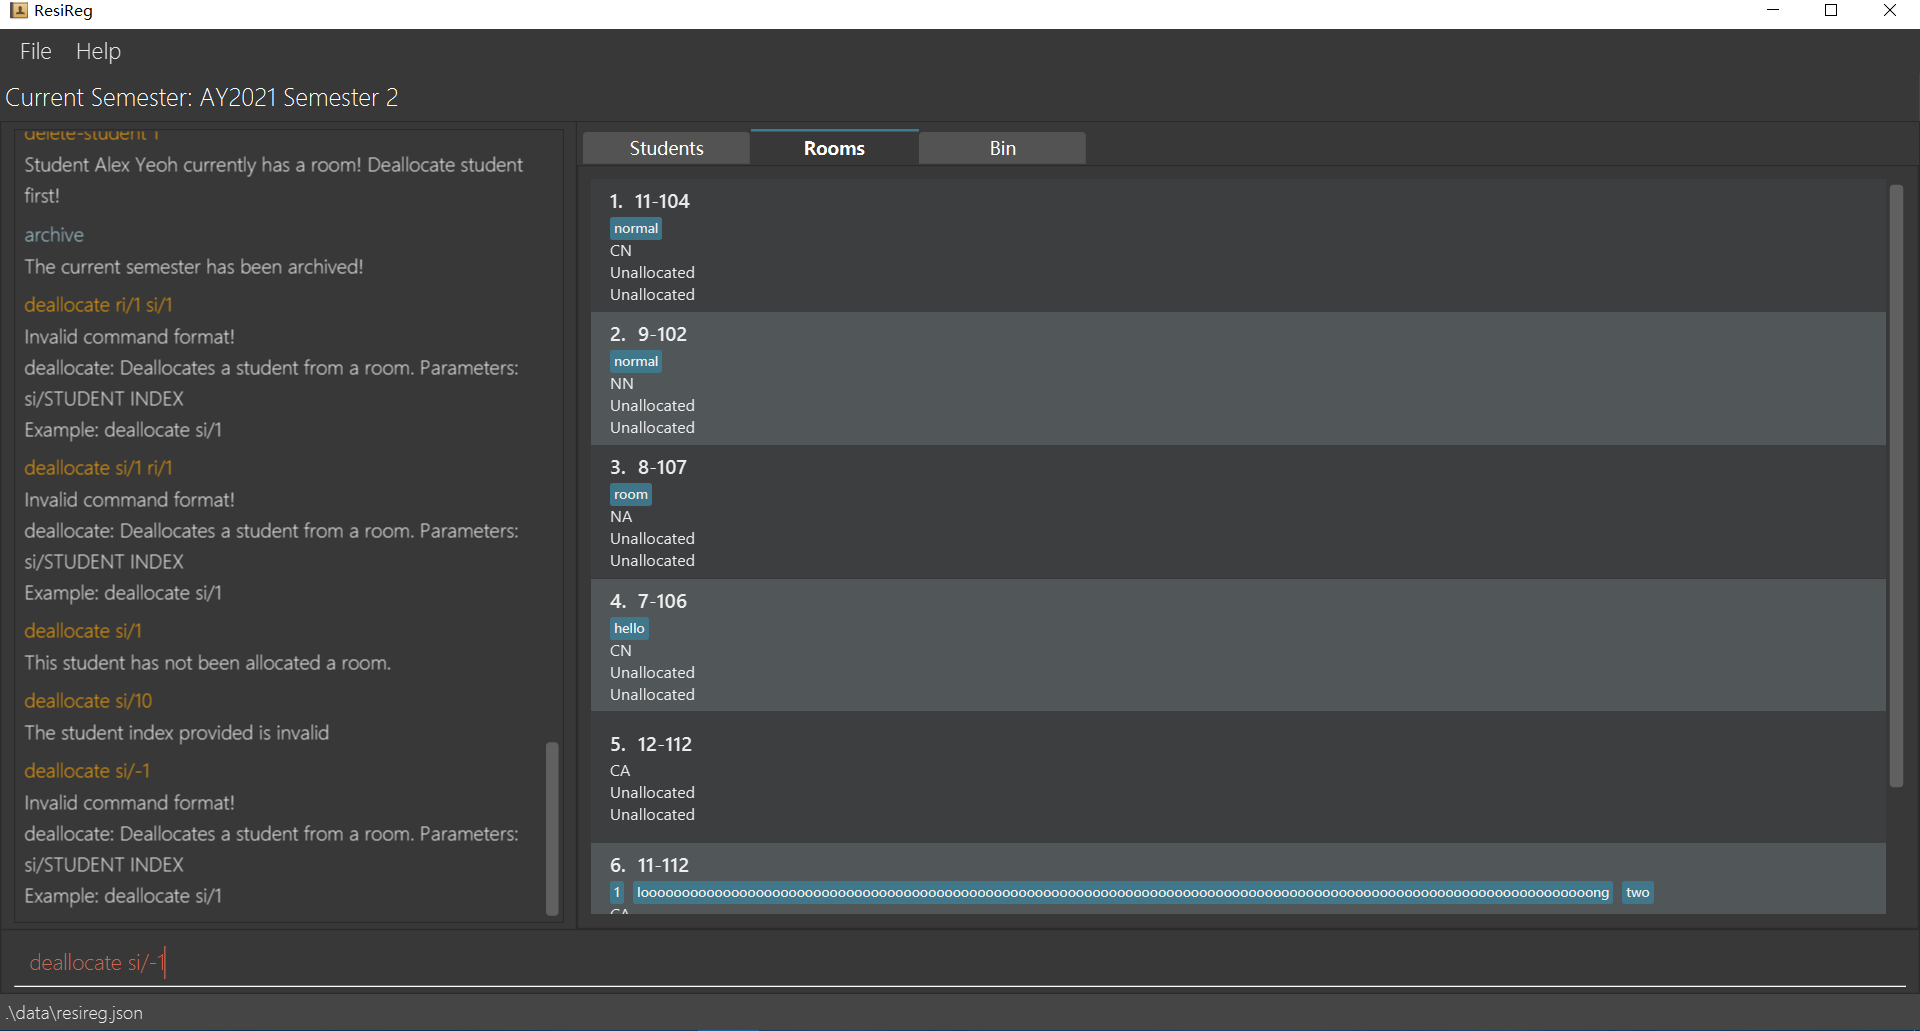 ResiReg
File Help
Current Semester: AY2021 Semester 2
delete-student 1
Student Alex Yeoh currently has a room! Deallocate student
first!
archive
The current semester has been archived!
deallocate ri/1 si/1
Invalid command format!
deallocate: Deallocates a student from a room. Parameters:
si/STUDENT INDEX
Example: deallocate si/1
deallocate si/1 ri/1
Invalid command format!
deallocate: Deallocates a student from a room. Parameters:
si/STUDENT INDEX
Example: deallocate si/1
deallocate si/1
This student has not been allocated a room.
deallocate si/10
The student index provided is invalid
deallocate si/-1
Invalid command format!
deallocate: Deallocates a student from a room. Parameters:
si/STUDENT INDEX
Example: deallocate si/1
Students Rooms Bin
1. 11-104
normal
CN
Unallocated
Unallocated
2. 9-102
normal
NN
Unallocated
Unallocated
3. 8-107
room
NA
Unallocated
Unallocated
4. 7-106
hello
CN
Unallocated
Unallocated
5. 12-112
CA
Unallocated
Unallocated
6. 11-112
1 two
CA
deallocate si/-1
.\data\resireg.json